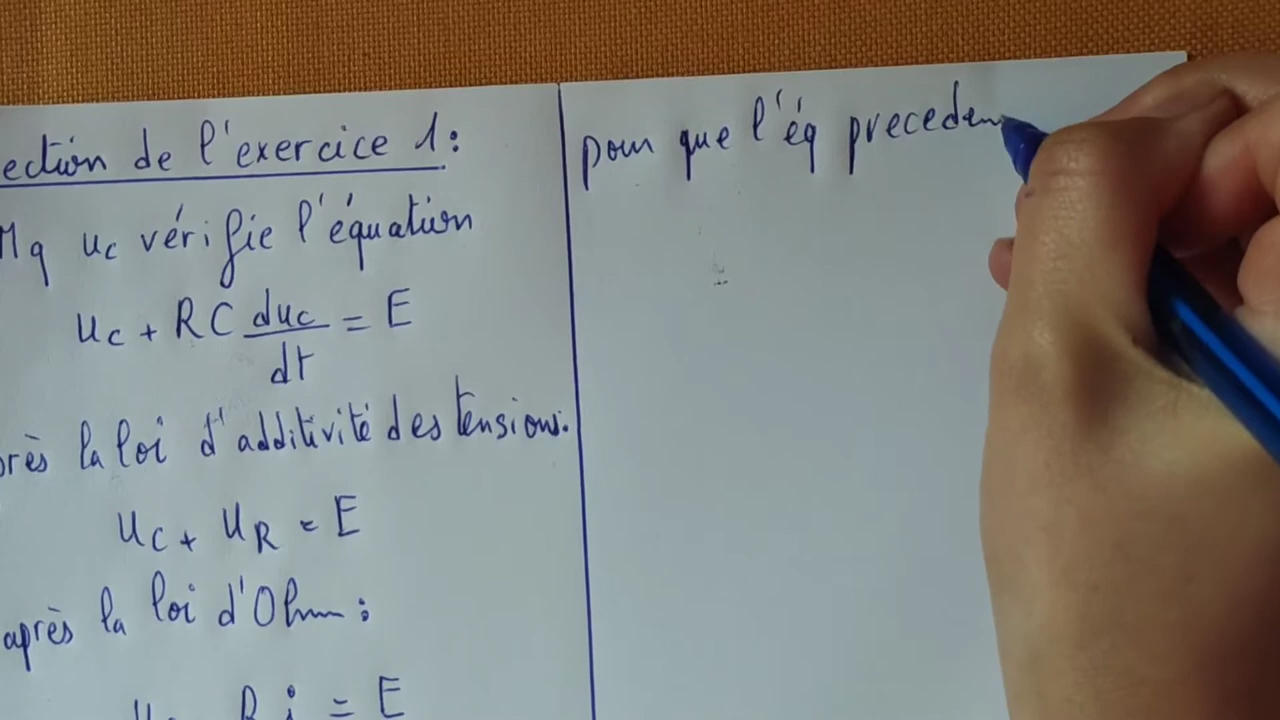 ection de l'exercice 1:
Mq uc vérifie l'équation
uc + RC duc/dt = E
près la loi d'additivité des tensions.
uc + uR = E
après la loi d'Ohm:
R i = E
pour que l'éq preceden